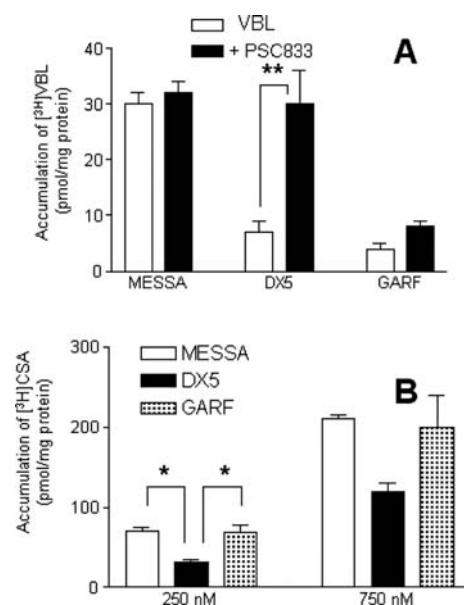 VBL
+ PSC833
A
**
Accumulation of [³H]VBL
(pmol/mg protein)
40
30
20
10
0
MESSA DX5 GARF
MESSA
DX5
GARF
B
* *
Accumulation of [³H]CSA
(pmol/mg protein)
300
200
100
0
250 nM 750 nM